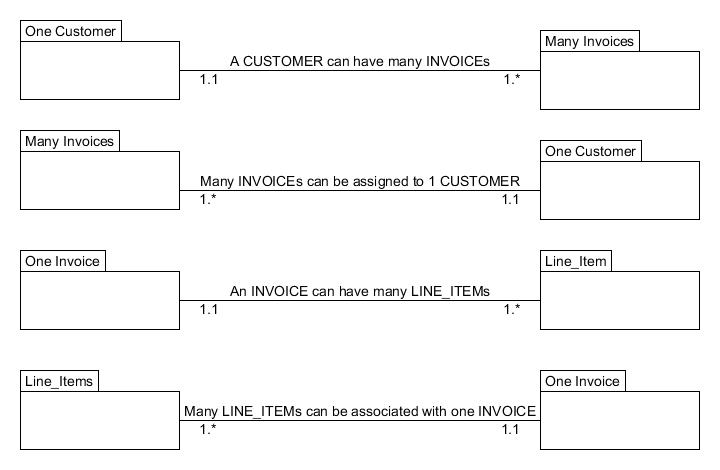 One Customer
A CUSTOMER can have many INVOICEs
Many Invoices
1.1
1.*
Many Invoices
Many INVOICEs can be assigned to 1 CUSTOMER
One Customer
1.*
1.1
One Invoice
An INVOICE can have many LINE_ITEMs
Line_Item
1.1
1.*
Line_Items
Many LINE_ITEMs can be associated with one INVOICE
One Invoice
1.*
1.1